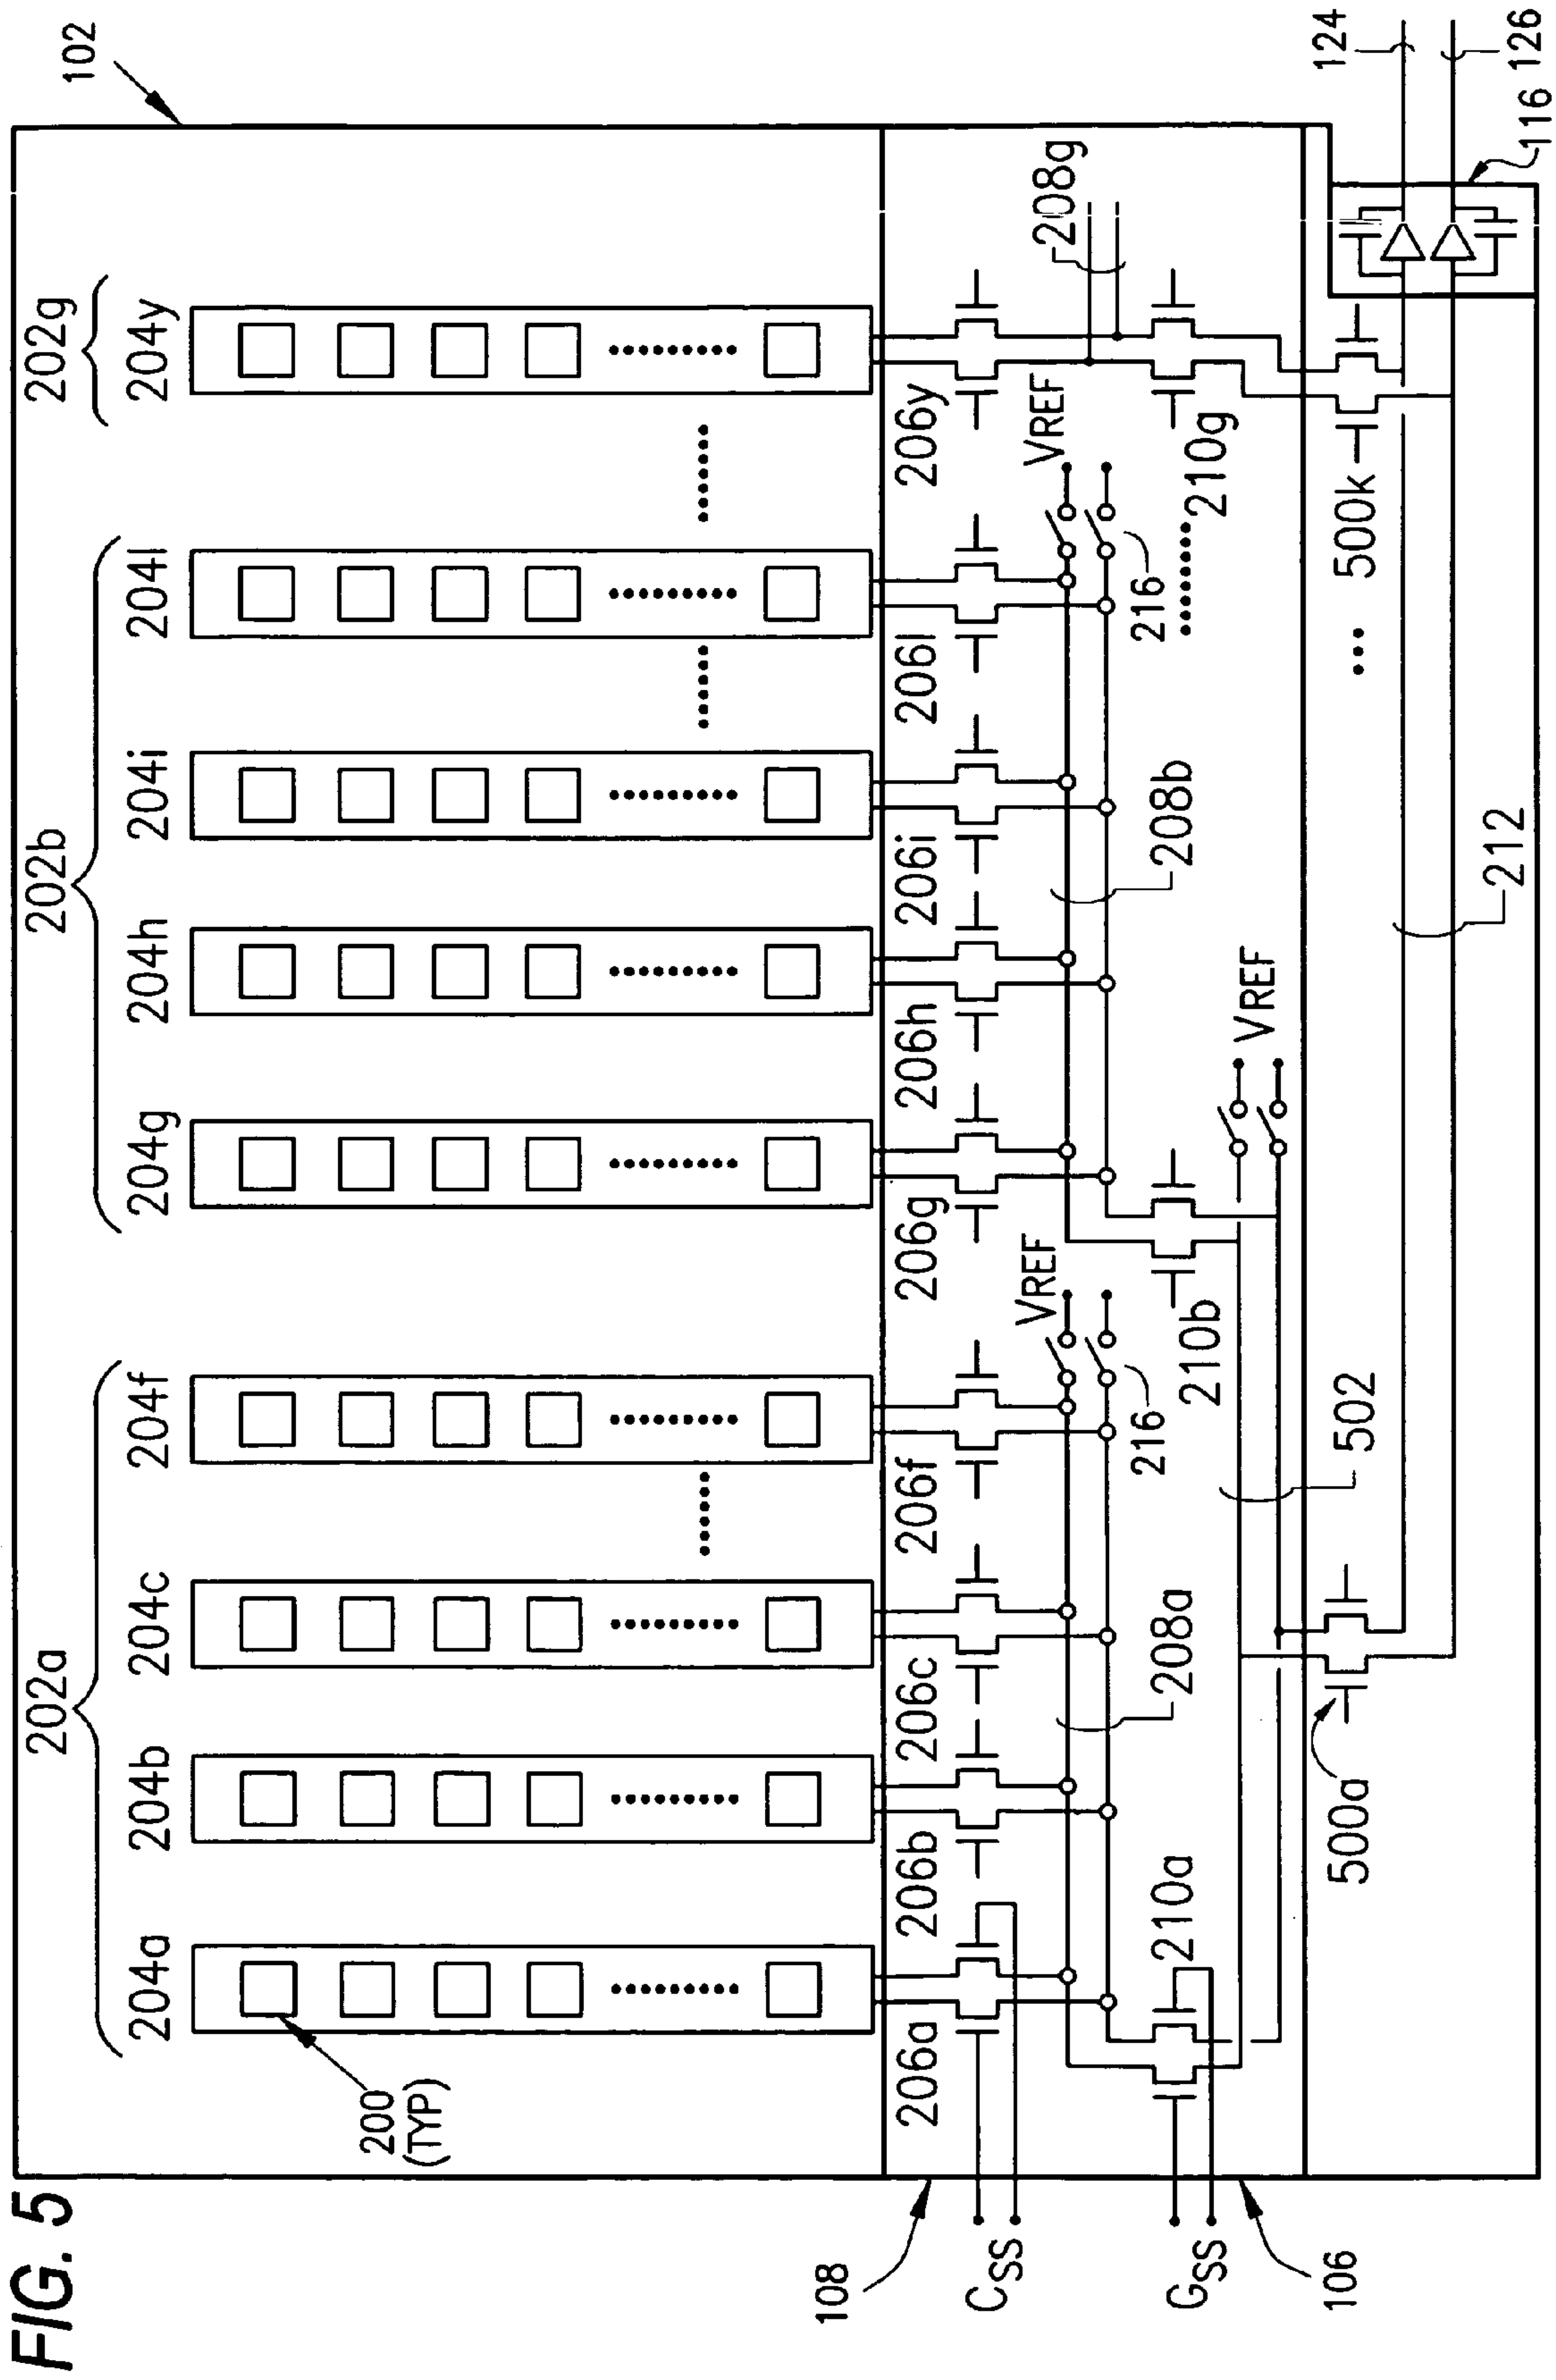 FIG. 5
102
202a
202b
202g
204a
204b
204c
204f
204g
204h
204i
204l
204y
200
(TYP)
108
206a
206b
206c
206f
206g
206h
206i
206l
206y
CSS
VREF
VREF
208g
208a
216
208b
216
GSS
210a
210b
210g
VREF
106
502
500a
500k
212
124
126
116